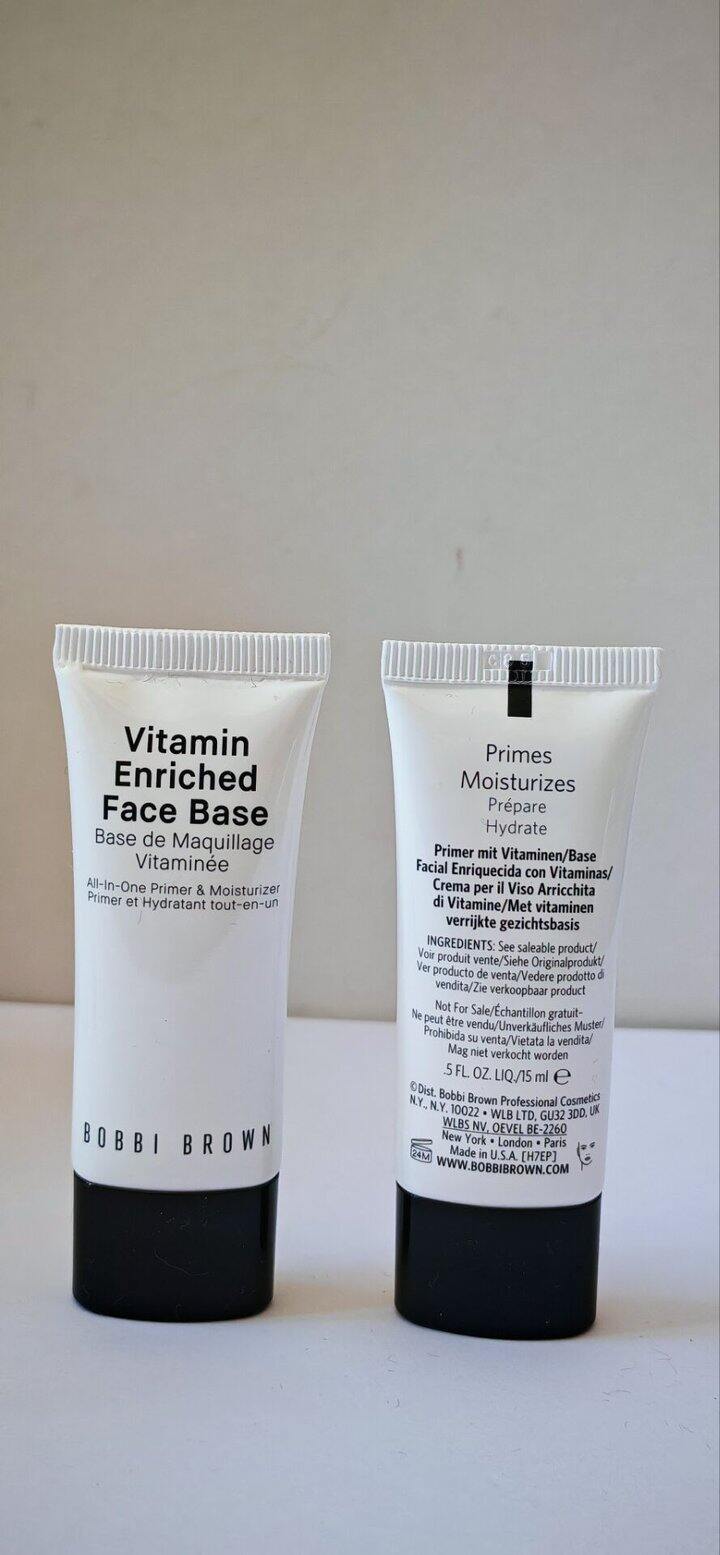 Vitamin
Enriched
Face Base
Base de Maquillage
Vitaminée
All-In-One Primer & Moisturizer
Primer et Hydratant tout-en-un
BOBBI BROWN
Primes
Moisturizes
Prépare
Hydrate
Primer mit Vitaminen/Base
Facial Enriquecida con Vitaminas/
Crema per il Viso Arricchita
di Vitamine/Met vitaminen
verrijkte gezichtsbasis
INGREDIENTS: See saleable product/
Voir produit vente/Siehe Originalprodukt/
Ver producto de venta/Vedere prodotto di
vendita/Zie verkoopbaar product
Not For Sale/Échantillon gratuit-
Ne peut être vendu/Unverkäufliches Muster/
Prohibida su venta/Vietata la vendita/
Mag niet verkocht worden
.5 FL. OZ. LIQ./15 ml ℮
©Dist. Bobbi Brown Professional Cosmetics
N.Y., N.Y. 10022 • WLB LTD, GU32 3DD, UK
WLBS NV, OEVEL BE-2260
New York • London • Paris
Made in U.S.A. [H7EP]
24M
WWW.BOBBIBROWN.COM